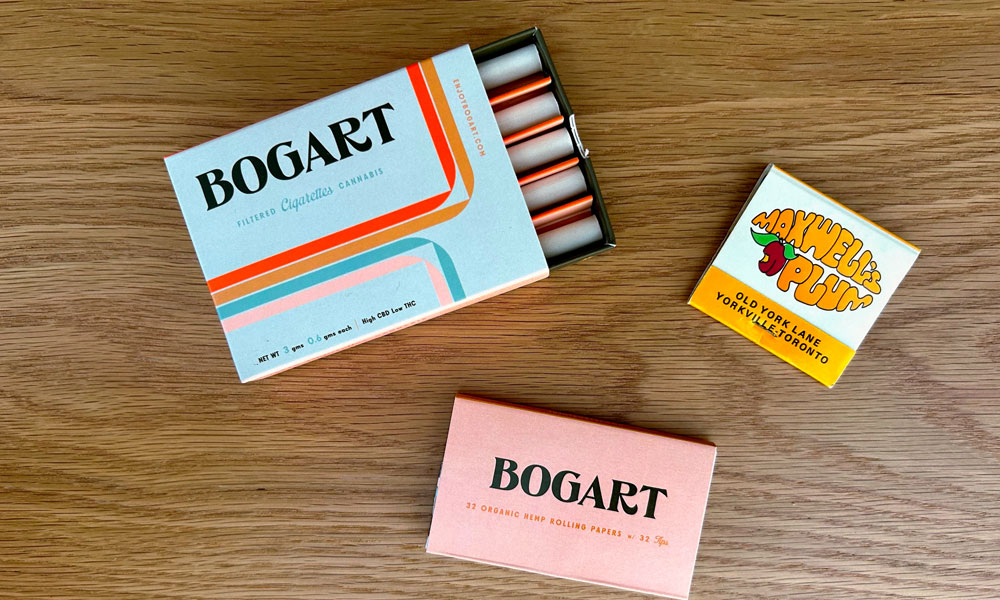 BOGART
FILTERED Cigarettes CANNABIS
ENJOYBOGART.COM
NET WT 3 gms 0.6 gms each | High CBD Low THC
MAXWELL'S
PLUM
OLD YORK LANE
YORKVILLE-TORONTO
BOGART
32 ORGANIC HEMP ROLLING PAPERS w/ 32 Tips